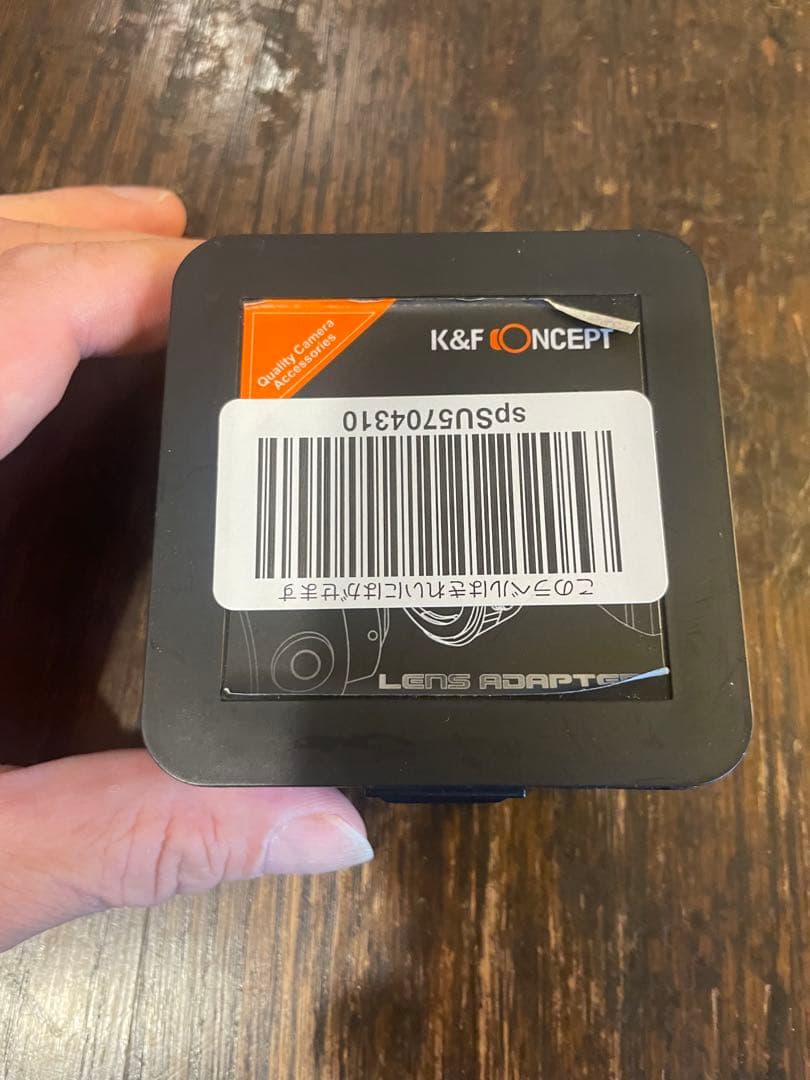 Quality Camera
Accessories
K&F CONCEPT
spSU5704310
このラベルはきれいにはがせます
LENS ADAPTE